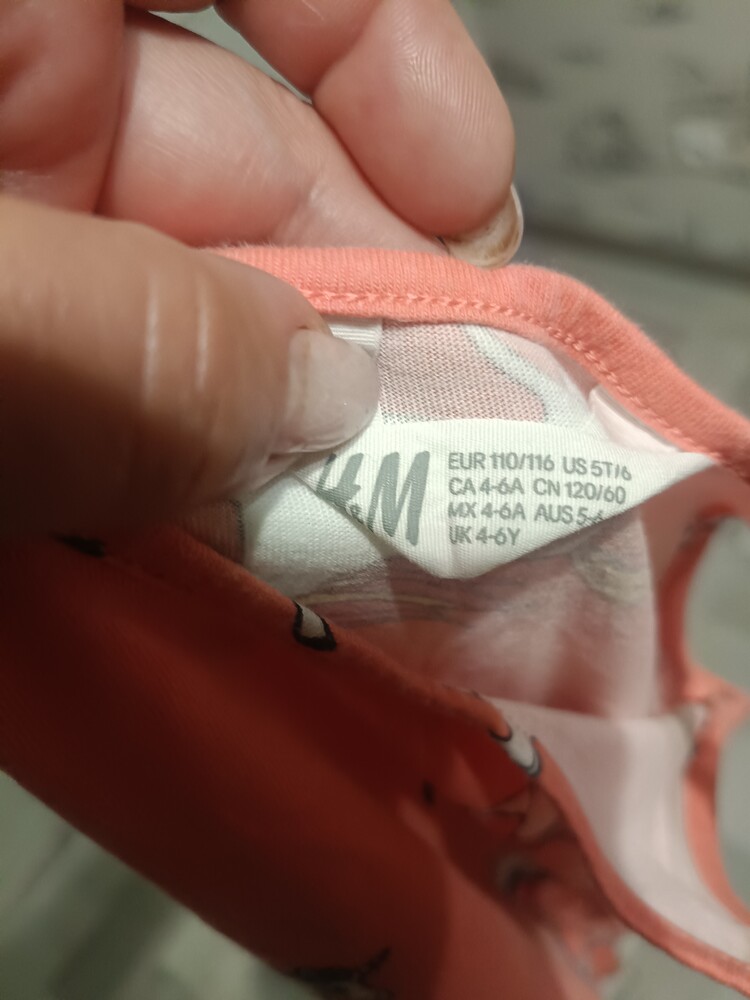 H&M
EUR 110/116 US 5T/6
CA 4-6A CN 120/60
MX 4-6A AUS 5-6
UK 4-6Y